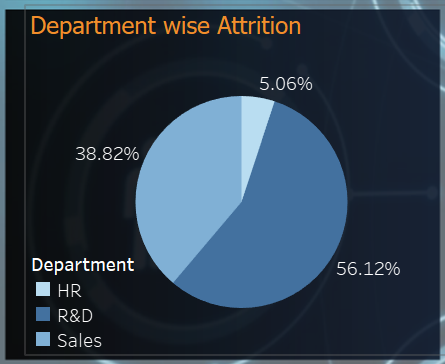 Department wise Attrition
5.06%
38.82%
56.12%
Department
HR
R&D
Sales